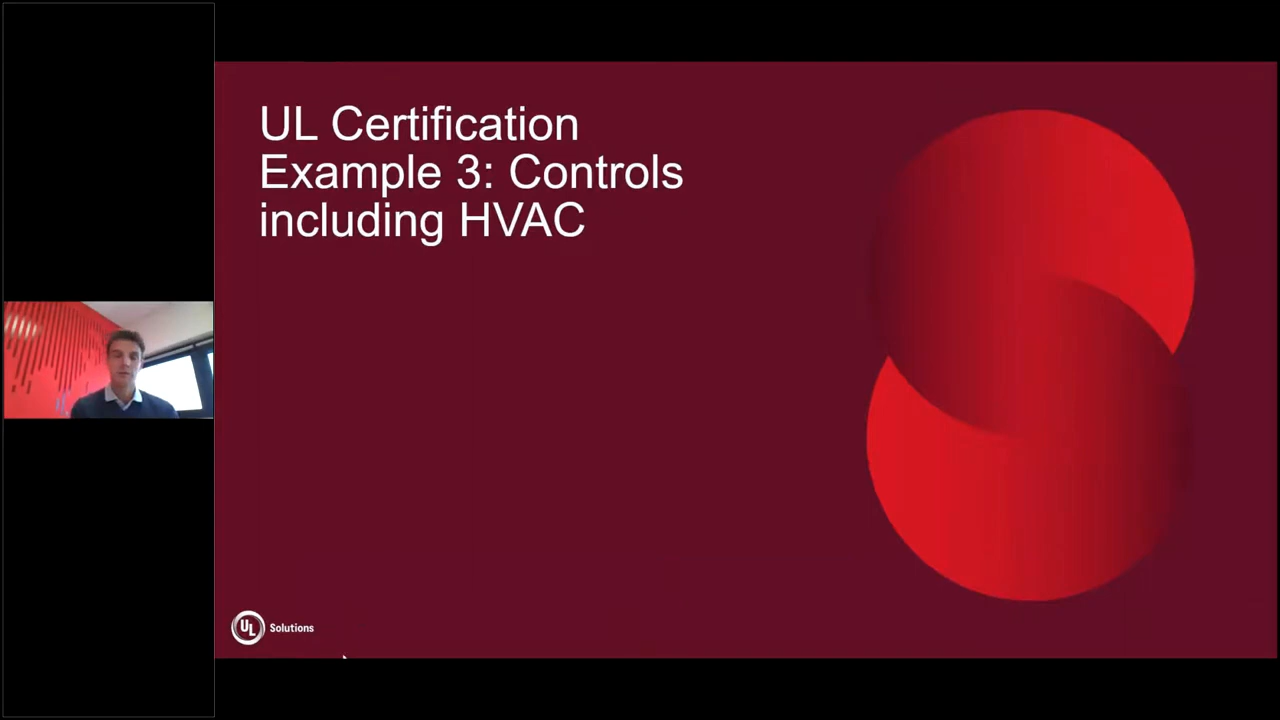 UL Certification
Example 3: Controls
including HVAC
UL Solutions